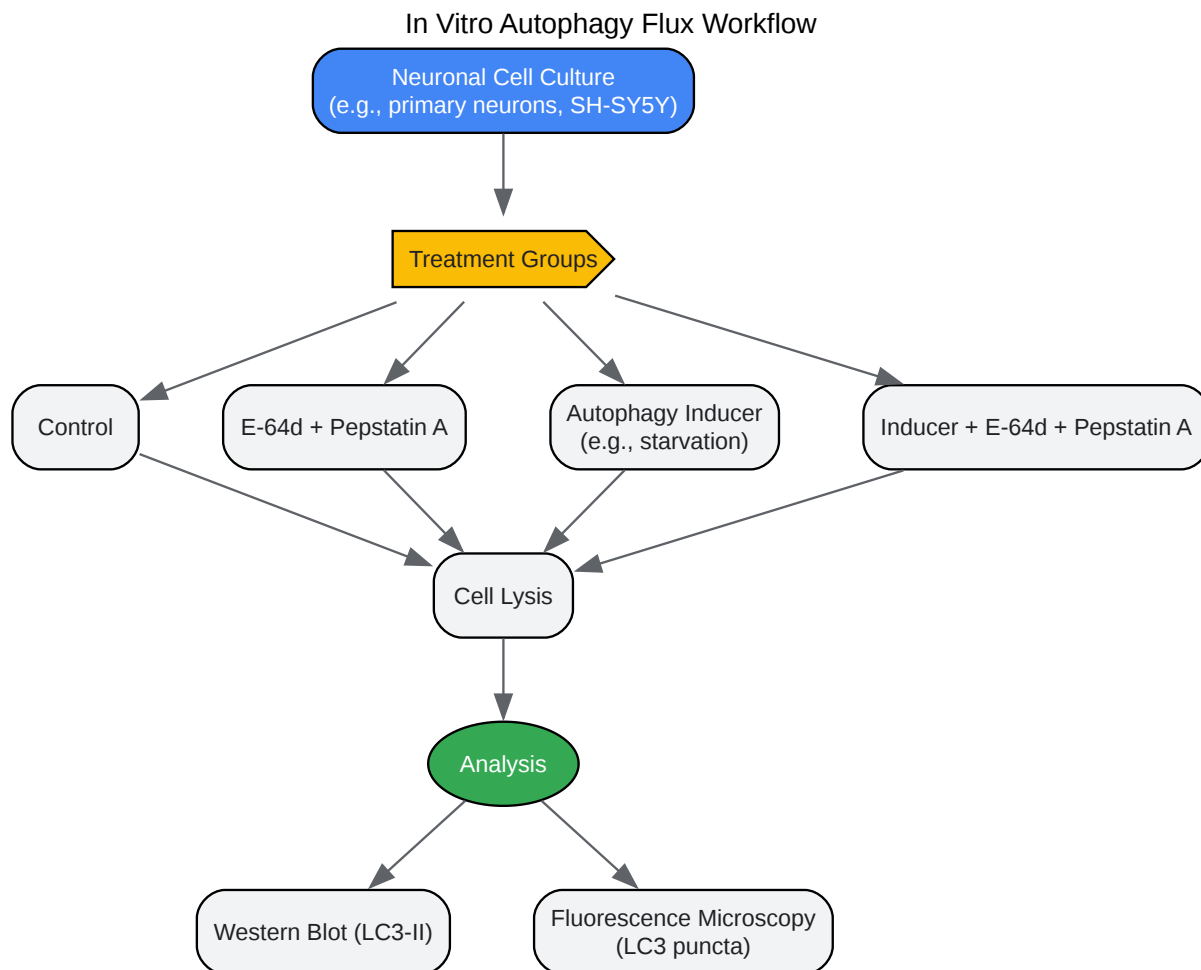 In Vitro Autophagy Flux Workflow
Neuronal Cell Culture
(e.g., primary neurons, SH-SY5Y)
Treatment Groups
Control
E-64d + Pepstatin A
Autophagy Inducer
(e.g., starvation)
Inducer + E-64d + Pepstatin A
Cell Lysis
Analysis
Western Blot (LC3-II)
Fluorescence Microscopy
(LC3 puncta)